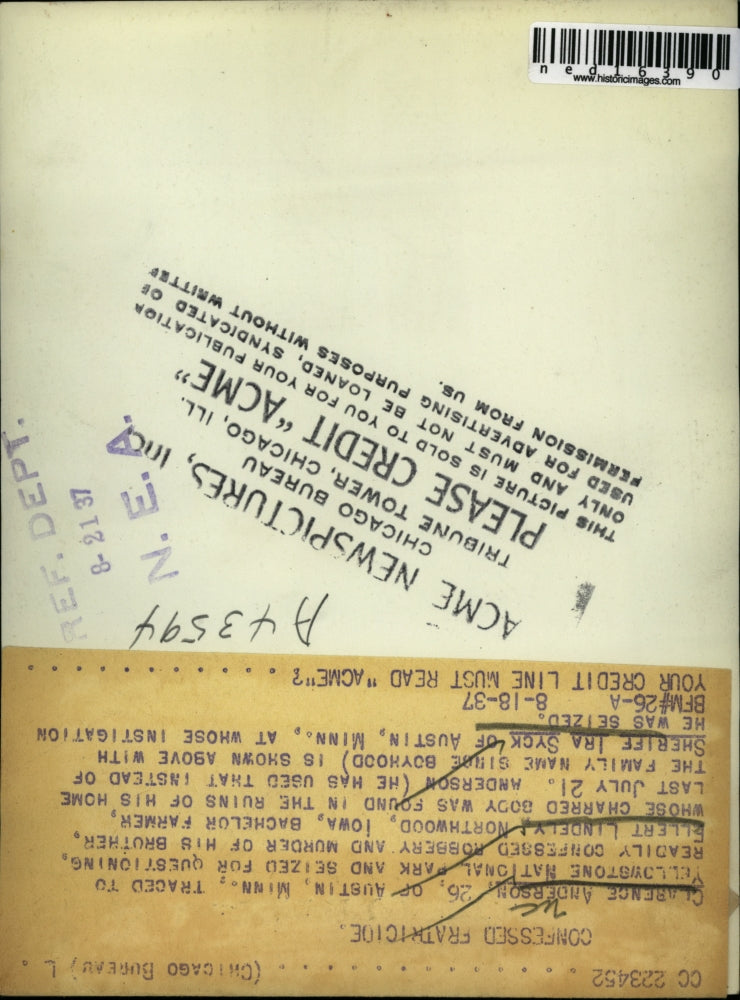 ned16390
www.historicimages.com
CC 223452 . . . . . . . . . . . . . . . (CHICAGO BUREAU) L
CONFESSED FRATRICIDE.
CLARENCE ANDERSON, 26, OF AUSTIN, MINN., TRACED TO
YELLOWSTONE NATIONAL PARK AND SEIZED FOR QUESTIONING,
READILY CONFESSED ROBBERY AND MURDER OF HIS BROTHER,
ELLERT LINDELY, NORTHWOOD, IOWA, BACHELOR FARMER,
WHOSE CHARRED BODY WAS FOUND IN THE RUINS OF HIS HOME
LAST JULY 21. ANDERSON (HE HAS USED THAT INSTEAD OF
THE FAMILY NAME SINCE BOYHOOD) IS SHOWN ABOVE WITH
SHERIFF IRA SYCK OF AUSTIN, MINN., AT WHOSE INSTIGATION
HE WAS SEIZED.
BFM#26-A 8-18-37
YOUR CREDIT LINE MUST READ "ACME"?
A43594
ACME NEWSPICTURES, INC
CHICAGO BUREAU
TRIBUNE TOWER, CHICAGO, ILL.
PLEASE CREDIT "ACME"
THIS PICTURE IS SOLD TO YOU FOR YOUR PUBLICATION
ONLY AND MUST NOT BE LOANED, SYNDICATED OR
USED FOR ADVERTISING PURPOSES WITHOUT WRITTEN
PERMISSION FROM US.
N. E. A.
8-21 37
REF. DEPT.